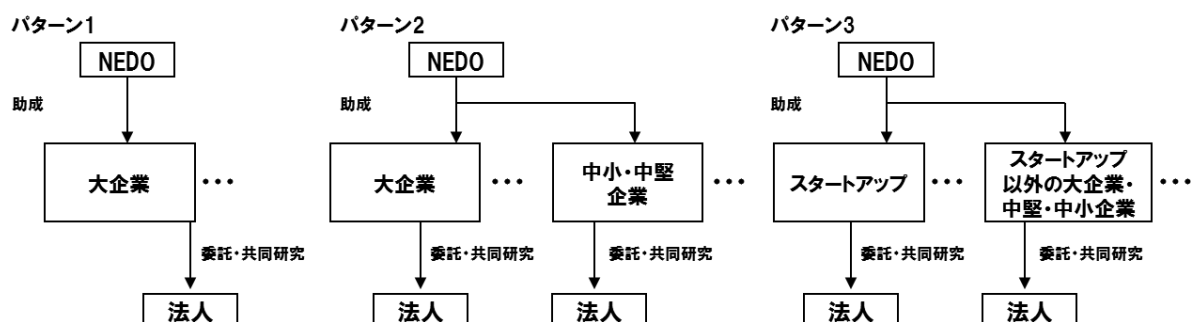 パターン1
NEDO
助成
大企業
・・・
委託・共同研究
法人
パターン2
NEDO
助成
大企業
・・・
中小・中堅
企業
・・・
委託・共同研究
委託・共同研究
法人
法人
パターン3
NEDO
助成
スタートアップ
・・・
スタートアップ
以外の大企業・
中堅・中小企業
・・・
委託・共同研究
委託・共同研究
法人
法人